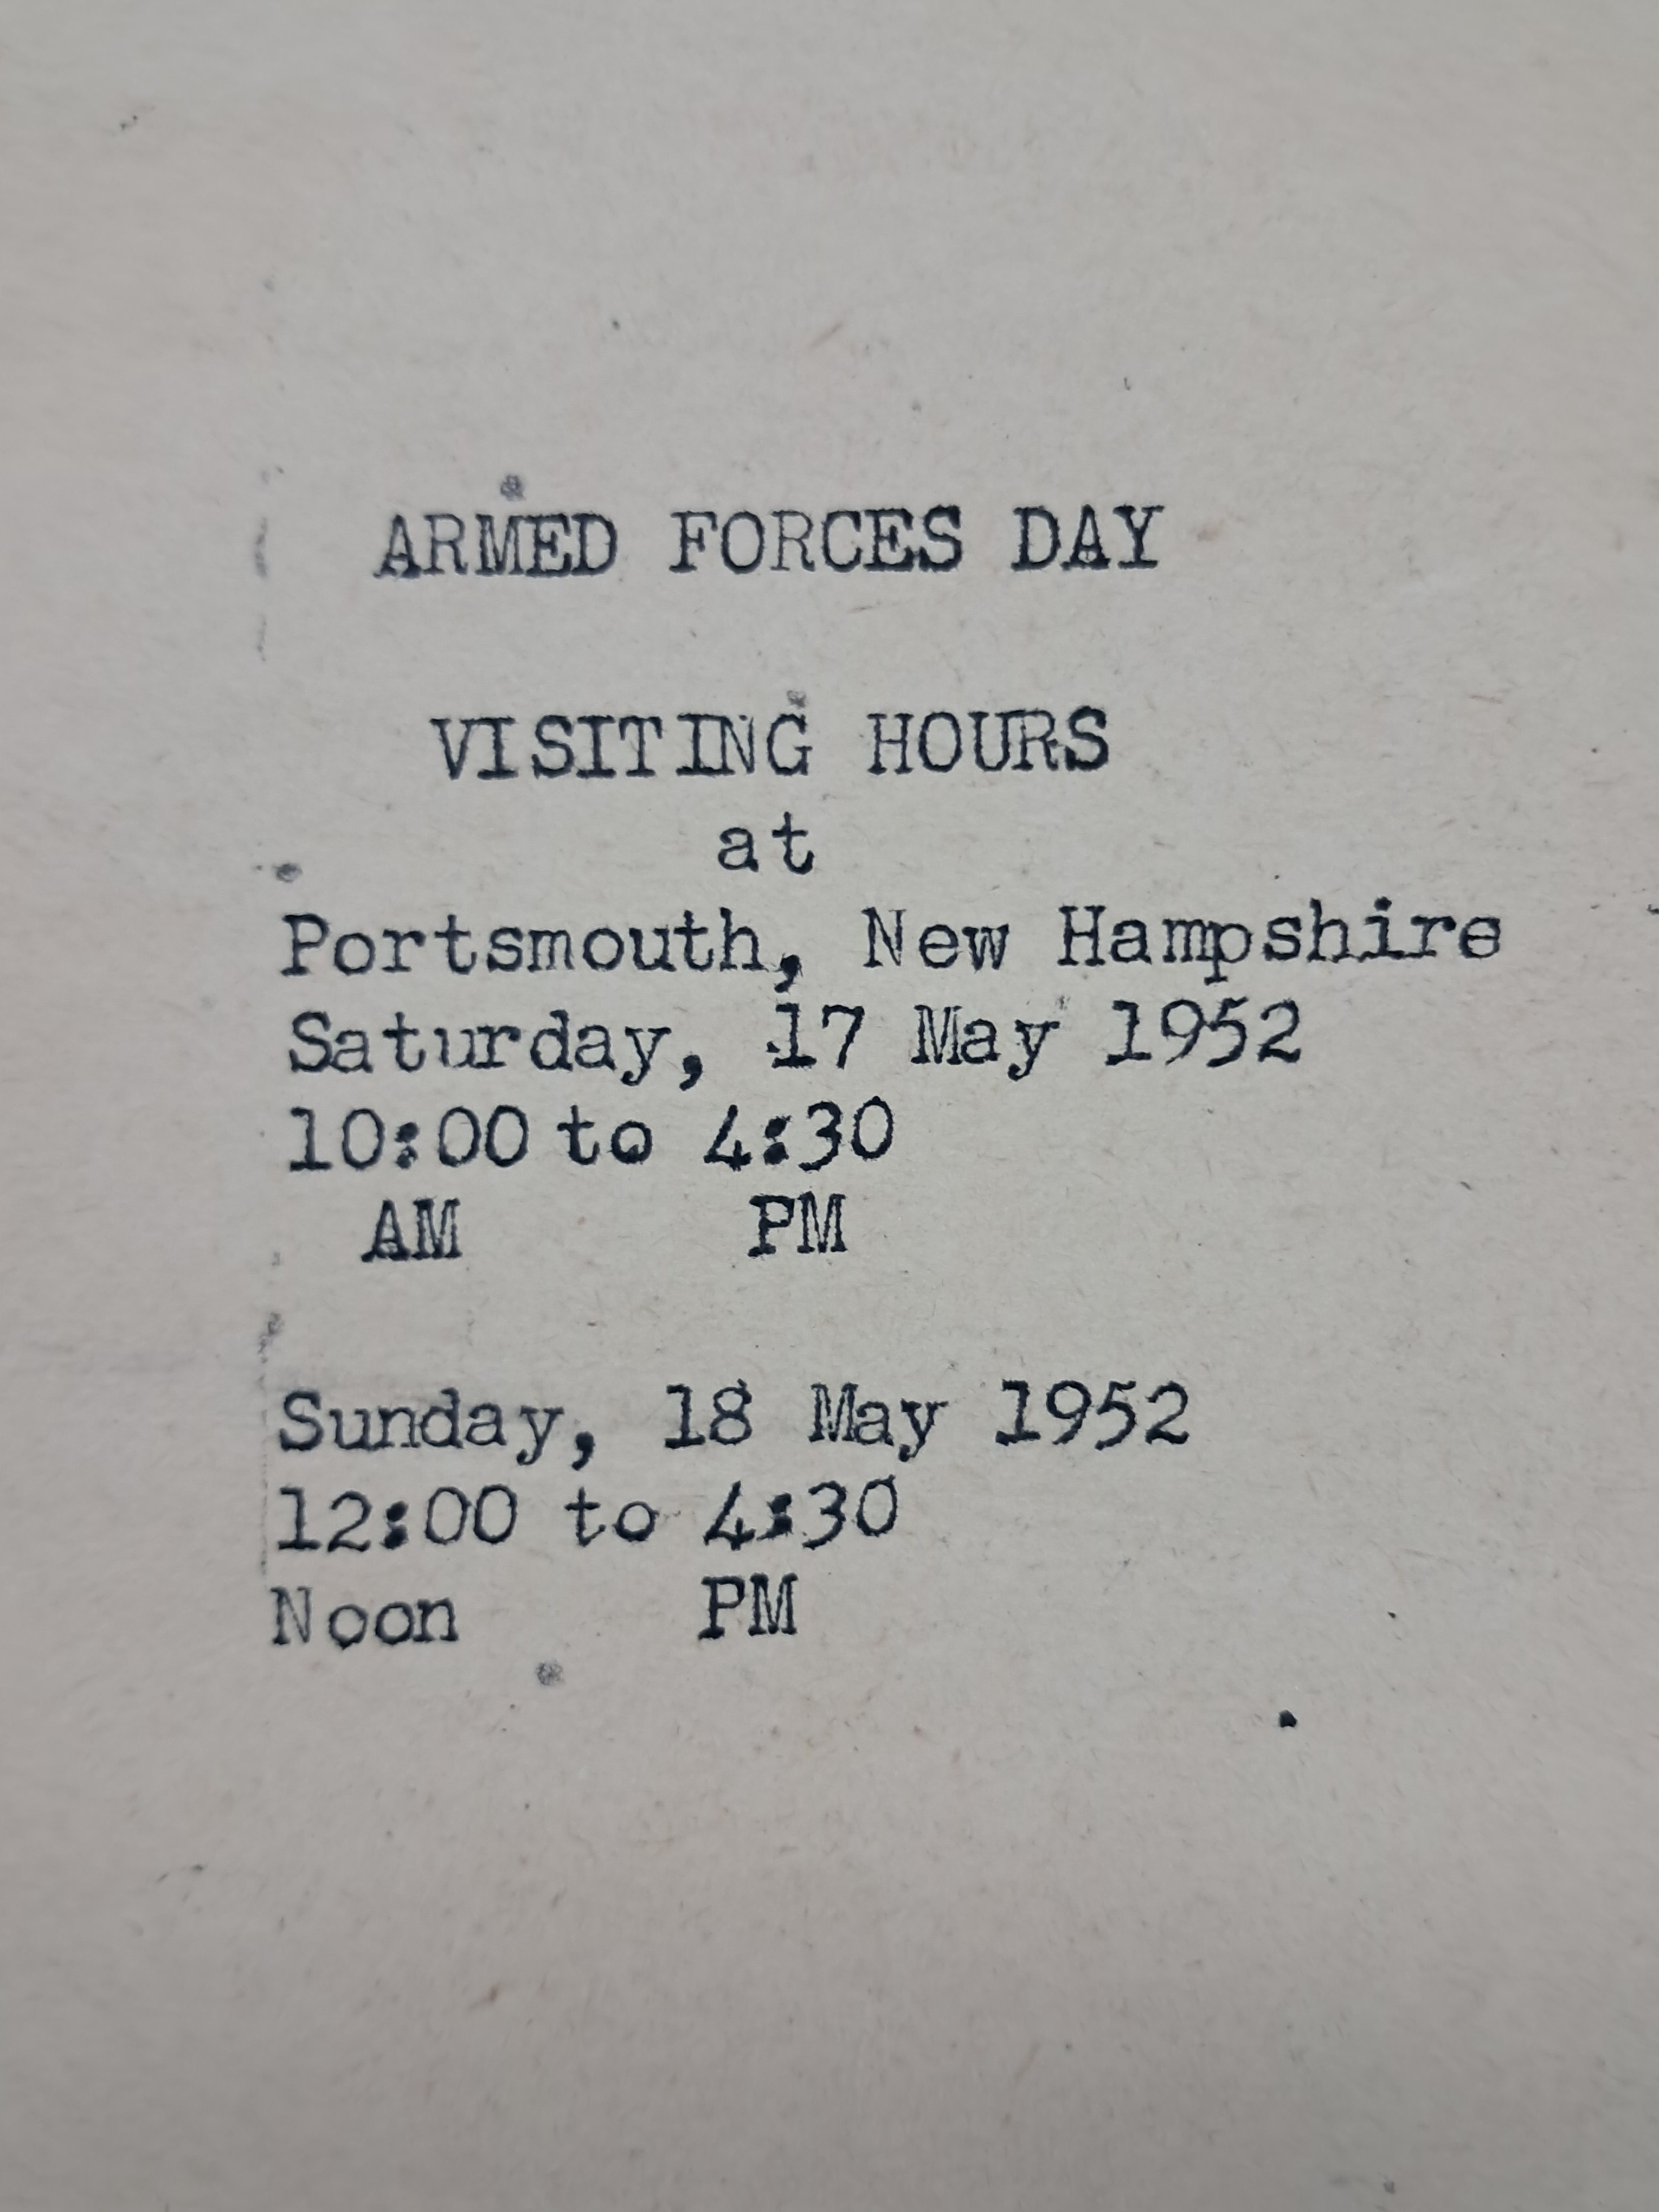 ARMED FORCES DAY
VISITING HOURS
at
Portsmouth, New Hampshire
Saturday, 17 May 1952
10:00 to 4:30
AM PM
Sunday, 18 May 1952
12:00 to 4:30
Noon PM